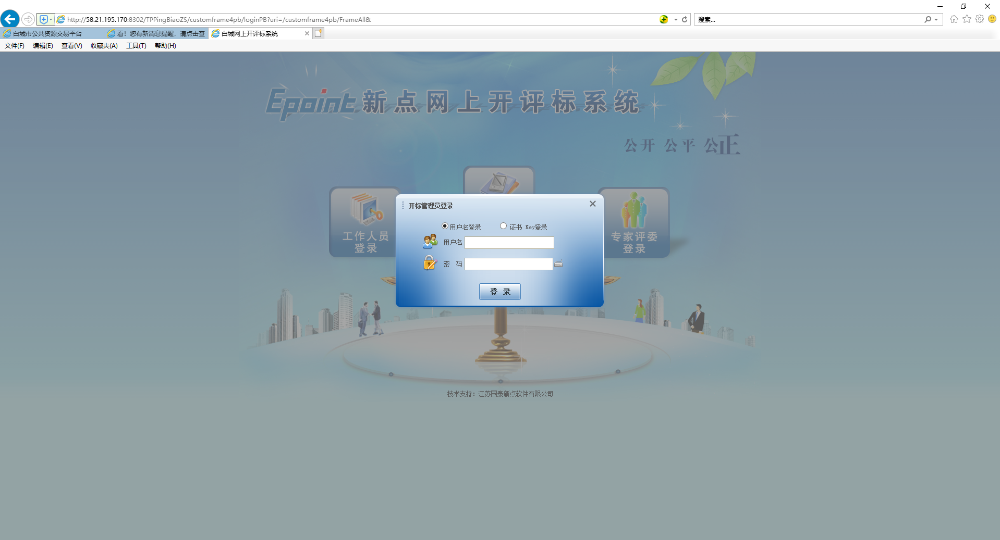 http://58.21.195.170:8302/TPPingBiaoZS/customframe4pb/loginPB?uri=/customframe4pb/FrameAll&
搜索...
白城市公共资源交易平台
看！您有新消息提醒，请点击查
白城网上开评标系统
文件(F) 编辑(E) 查看(V) 收藏夹(A) 工具(T) 帮助(H)
Epoint 新点网上开评标系统
公开 公平 公正
工作人员
登录
专家评委
登录
开标管理员登录
用户名登录 证书 Key登录
用户名
密 码
登 录
技术支持：江苏国泰新点软件有限公司